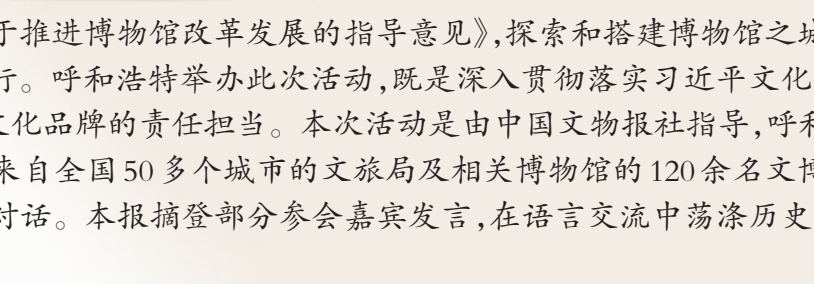 于推进博物馆改革发展的指导意见》,探索和搭建博物馆之城
行。呼和浩特举办此次活动,既是深入贯彻落实习近平文化
文化品牌的责任担当。本次活动是由中国文物报社指导,呼和
来自全国50多个城市的文旅局及相关博物馆的120余名文博
对话。本报摘登部分参会嘉宾发言,在语言交流中荡涤历史